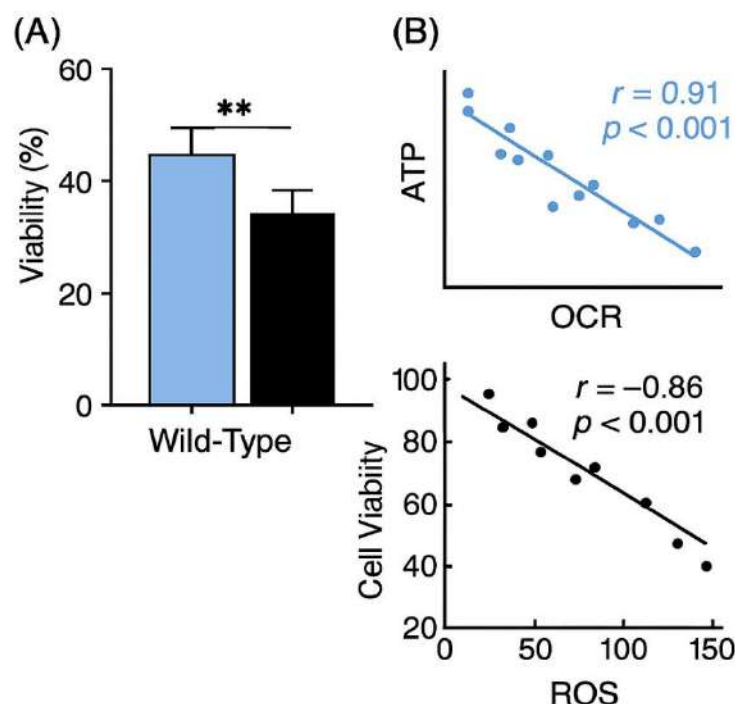 (A)
Viability (%)
60
40
20
0
**
Wild-Type
(B)
ATP
r = 0.91
p < 0.001
OCR
Cell Viabiity
100
80
60
40
20
r = −0.86
p < 0.001
0 50 100 150
ROS